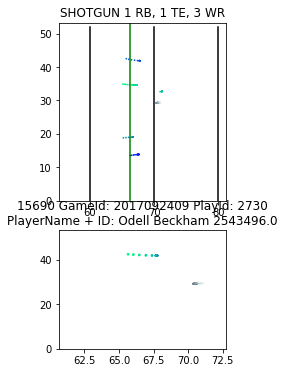 SHOTGUN 1 RB, 1 TE, 3 WR
50
40
30
20
10
0
60 70 80
15690 GameId: 2017092409 PlayId: 2730
PlayerName + ID: Odell Beckham 2543496.0
40
20
0
62.5 65.0 67.5 70.0 72.5